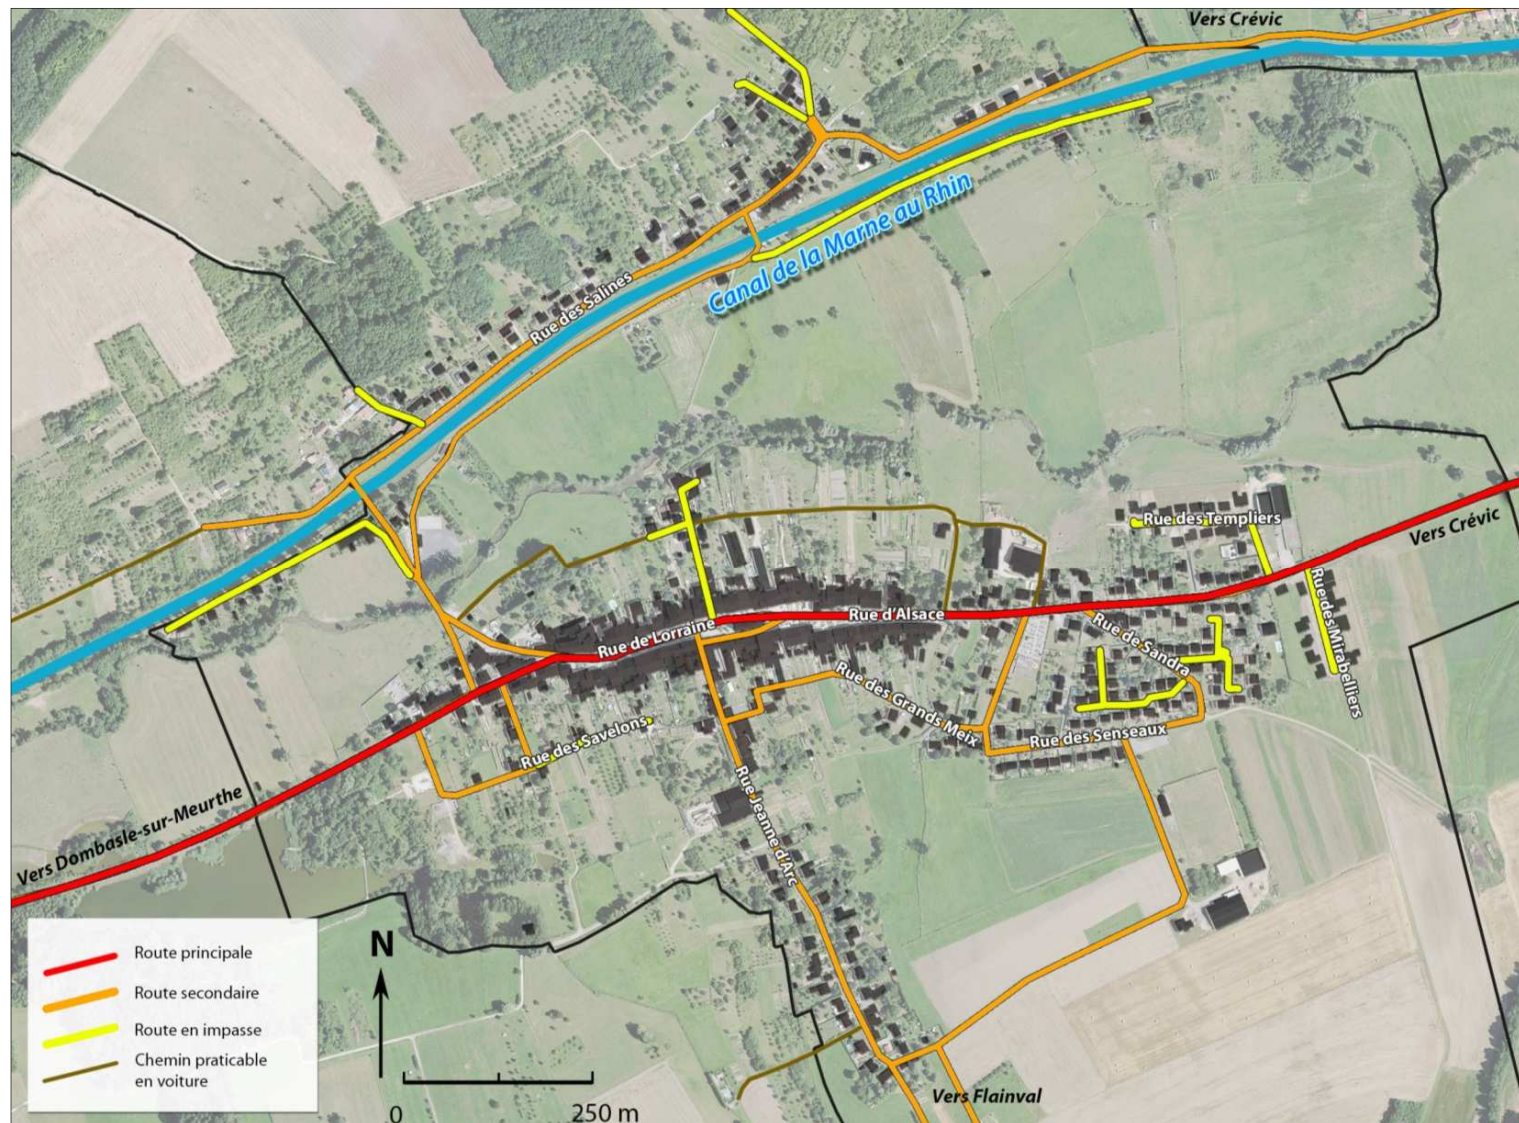 Vers Crévic
Canal de la Marne au Rhin
Rue des Salines
Rue des Templiers
Vers Crévic
Rue des Mirabelliers
Rue d'Alsace
Rue de Lorraine
Rue de Sandra
Rue des Grands Meix
Rue des Senseaux
Rue des Savelons
Rue Jeanne d'Arc
Vers Dombasle-sur-Meurthe
Vers Flainval
Route principale
Route secondaire
Route en impasse
Chemin praticable
en voiture
N
0
250 m